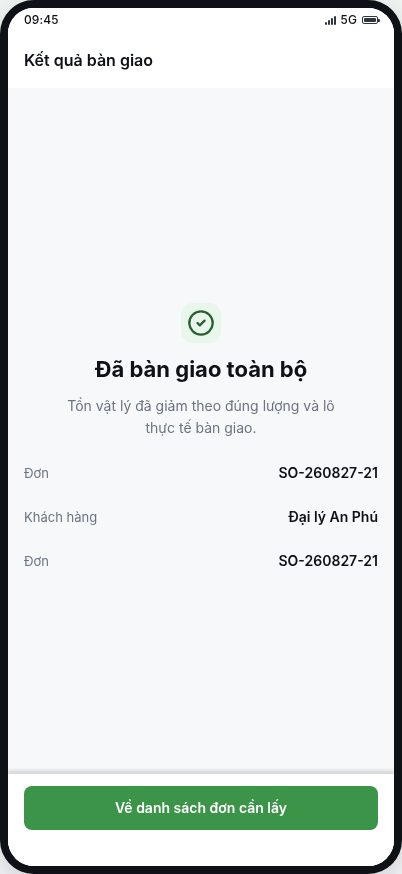 09:45 5G
Kết quả bàn giao
Đã bàn giao toàn bộ
Tồn vật lý đã giảm theo đúng lượng và lô
thực tế bàn giao.
Đơn SO-260827-21
Khách hàng Đại lý An Phú
Đơn SO-260827-21
Về danh sách đơn cần lấy